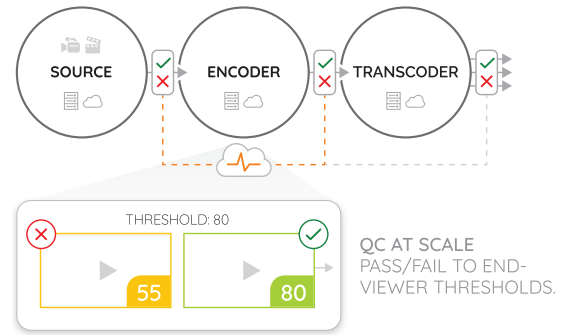 SOURCE
ENCODER
TRANSCODER
THRESHOLD: 80
55
80
QC AT SCALE
PASS/FAIL TO END-
VIEWER THRESHOLDS.